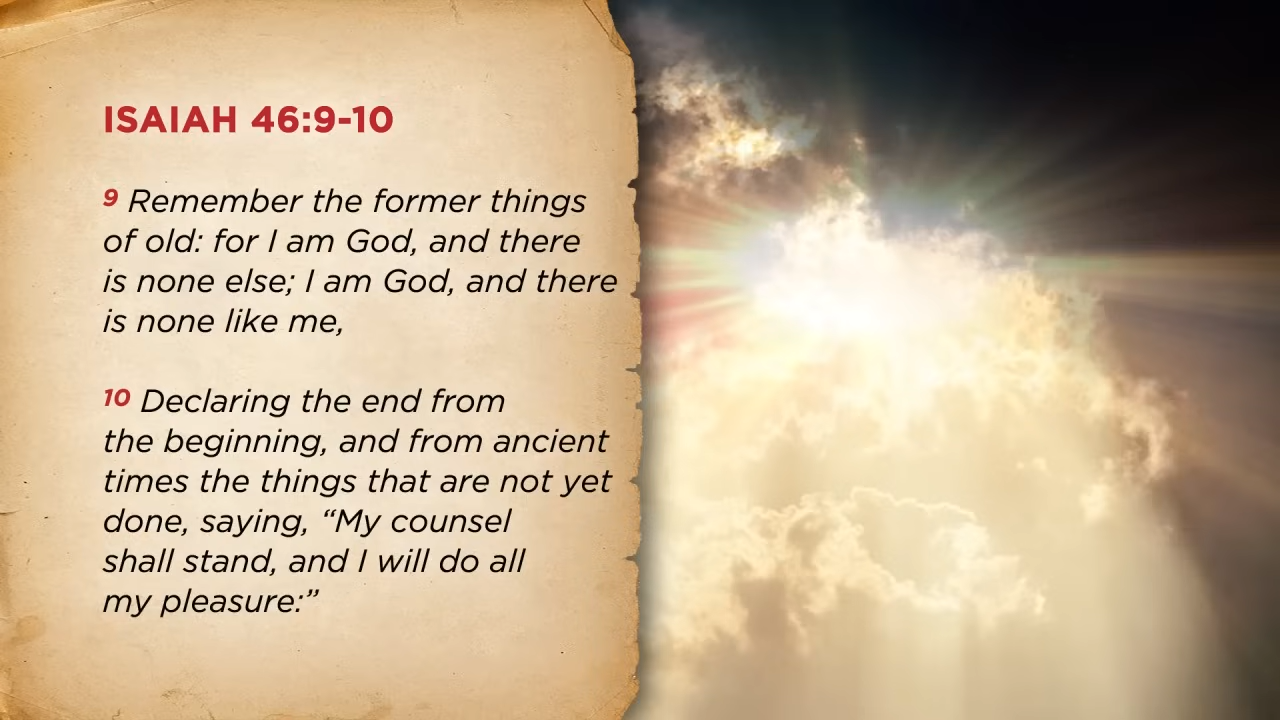 ISAIAH 46:9-10
9 Remember the former things
of old: for I am God, and there
is none else; I am God, and there
is none like me,
10 Declaring the end from
the beginning, and from ancient
times the things that are not yet
done, saying, “My counsel
shall stand, and I will do all
my pleasure:”